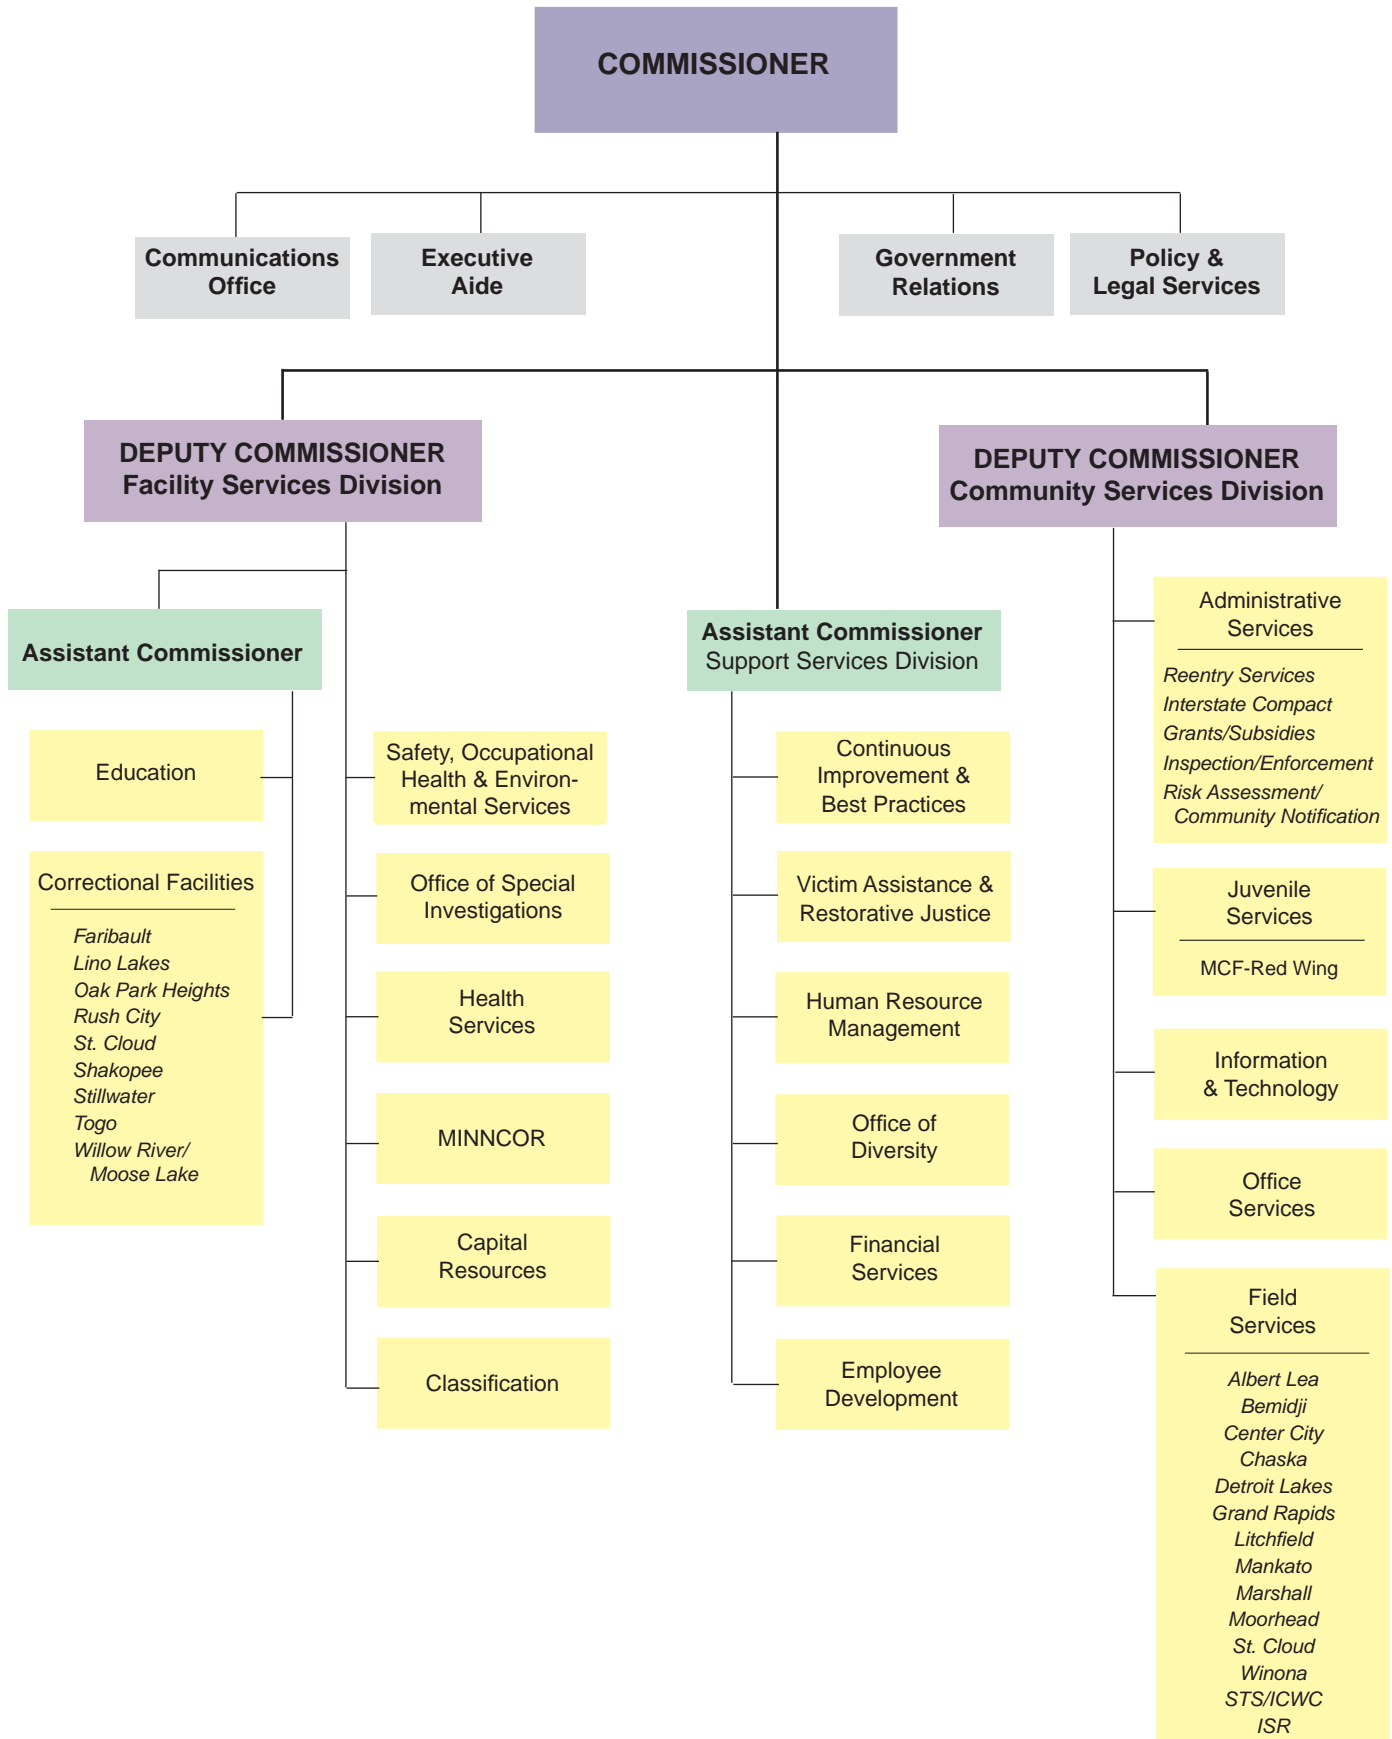 COMMISSIONER
Communications
Office
Executive
Aide
Government
Relations
Policy &
Legal Services
DEPUTY COMMISSIONER
Facility Services Division
DEPUTY COMMISSIONER
Community Services Division
Assistant Commissioner
Education
Correctional Facilities
Faribault
Lino Lakes
Oak Park Heights
Rush City
St. Cloud
Shakopee
Stillwater
Togo
Willow River/
Moose Lake
Safety, Occupational
Health & Environ-
mental Services
Office of Special
Investigations
Health
Services
MINNCOR
Capital
Resources
Classification
Assistant Commissioner
Support Services Division
Continuous
Improvement &
Best Practices
Victim Assistance &
Restorative Justice
Human Resource
Management
Office of
Diversity
Financial
Services
Employee
Development
Administrative
Services
Reentry Services
Interstate Compact
Grants/Subsidies
Inspection/Enforcement
Risk Assessment/
Community Notification
Juvenile
Services
MCF-Red Wing
Information
& Technology
Office
Services
Field
Services
Albert Lea
Bemidji
Center City
Chaska
Detroit Lakes
Grand Rapids
Litchfield
Mankato
Marshall
Moorhead
St. Cloud
Winona
STS/ICWC
ISR